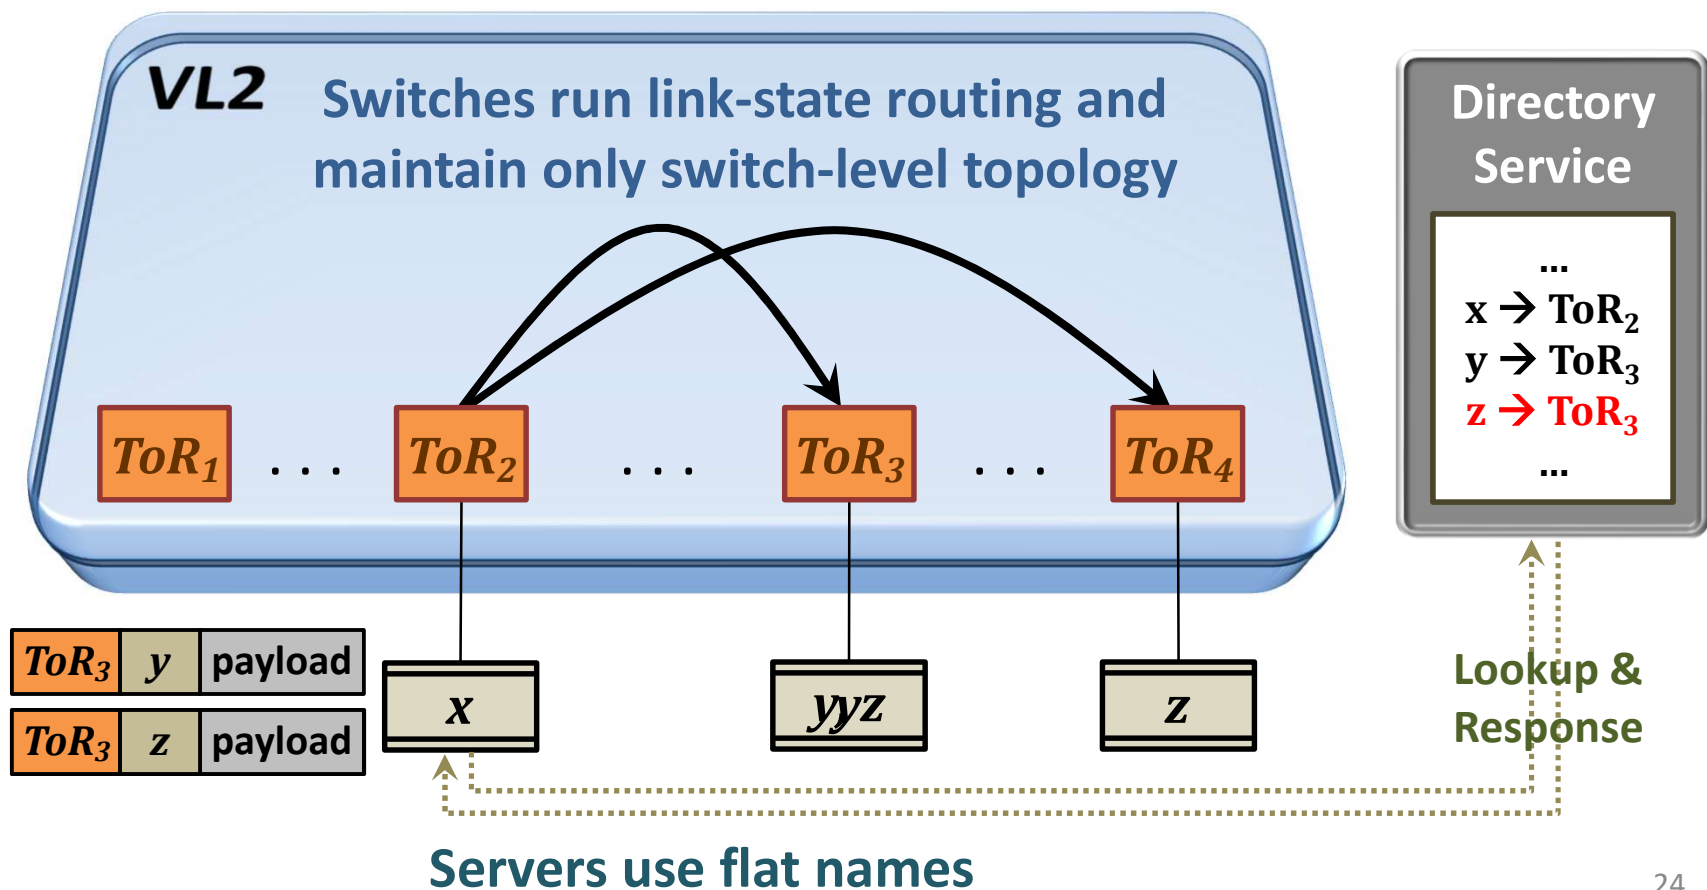 VL2
Switches run link-state routing and
maintain only switch-level topology
Directory
Service
...
x → ToR₂
y → ToR₃
z → ToR₃
...
ToR₁ . . . ToR₂ . . . ToR₃ . . . ToR₄
ToR₃ y payload
ToR₃ z payload
x
yyz
z
Lookup &
Response
Servers use flat names
24